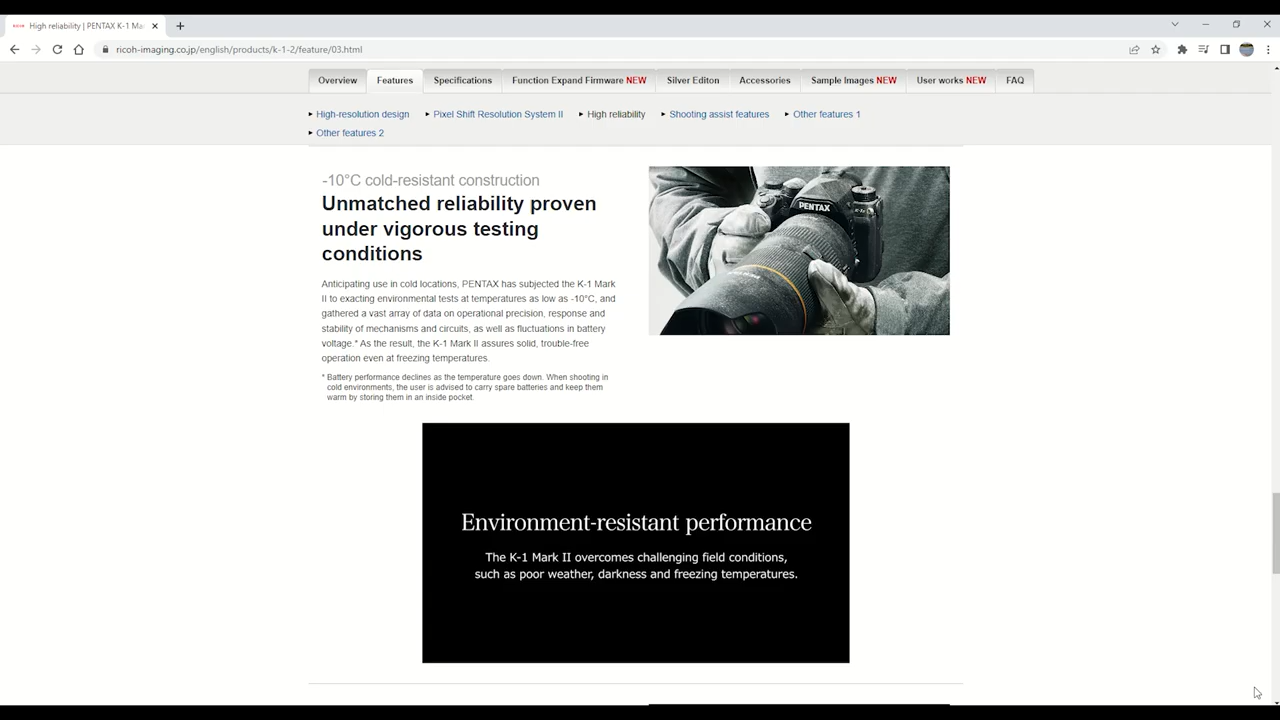 High reliability | PENTAX K-1 Ma
ricoh-imaging.co.jp/english/products/k-1-2/feature/03.html
Overview
Features
Specifications
Function Expand Firmware NEW
Silver Editon
Accessories
Sample Images NEW
User works NEW
FAQ
High-resolution design
Pixel Shift Resolution System II
High reliability
Shooting assist features
Other features 1
Other features 2
-10°C cold-resistant construction
Unmatched reliability proven
under vigorous testing
conditions
Anticipating use in cold locations, PENTAX has subjected the K-1 Mark
II to exacting environmental tests at temperatures as low as -10°C, and
gathered a vast array of data on operational precision, response and
stability of mechanisms and circuits, as well as fluctuations in battery
voltage.* As the result, the K-1 Mark II assures solid, trouble-free
operation even at freezing temperatures.
* Battery performance declines as the temperature goes down. When shooting in
cold environments, the user is advised to carry spare batteries and keep them
warm by storing them in an inside pocket.
PENTAX
Environment-resistant performance
The K-1 Mark II overcomes challenging field conditions,
such as poor weather, darkness and freezing temperatures.